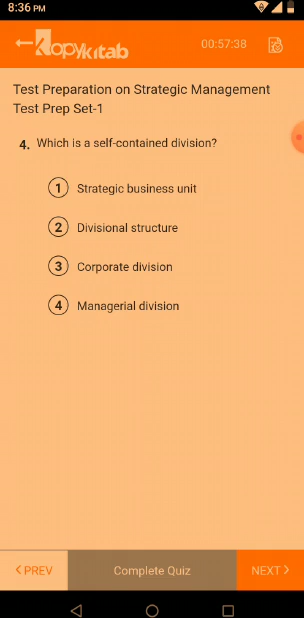 8:36 PM
Kopykitab
00:57:38
Test Preparation on Strategic Management
Test Prep Set-1
4. Which is a self-contained division?
1 Strategic business unit
2 Divisional structure
3 Corporate division
4 Managerial division
PREV
Complete Quiz
NEXT